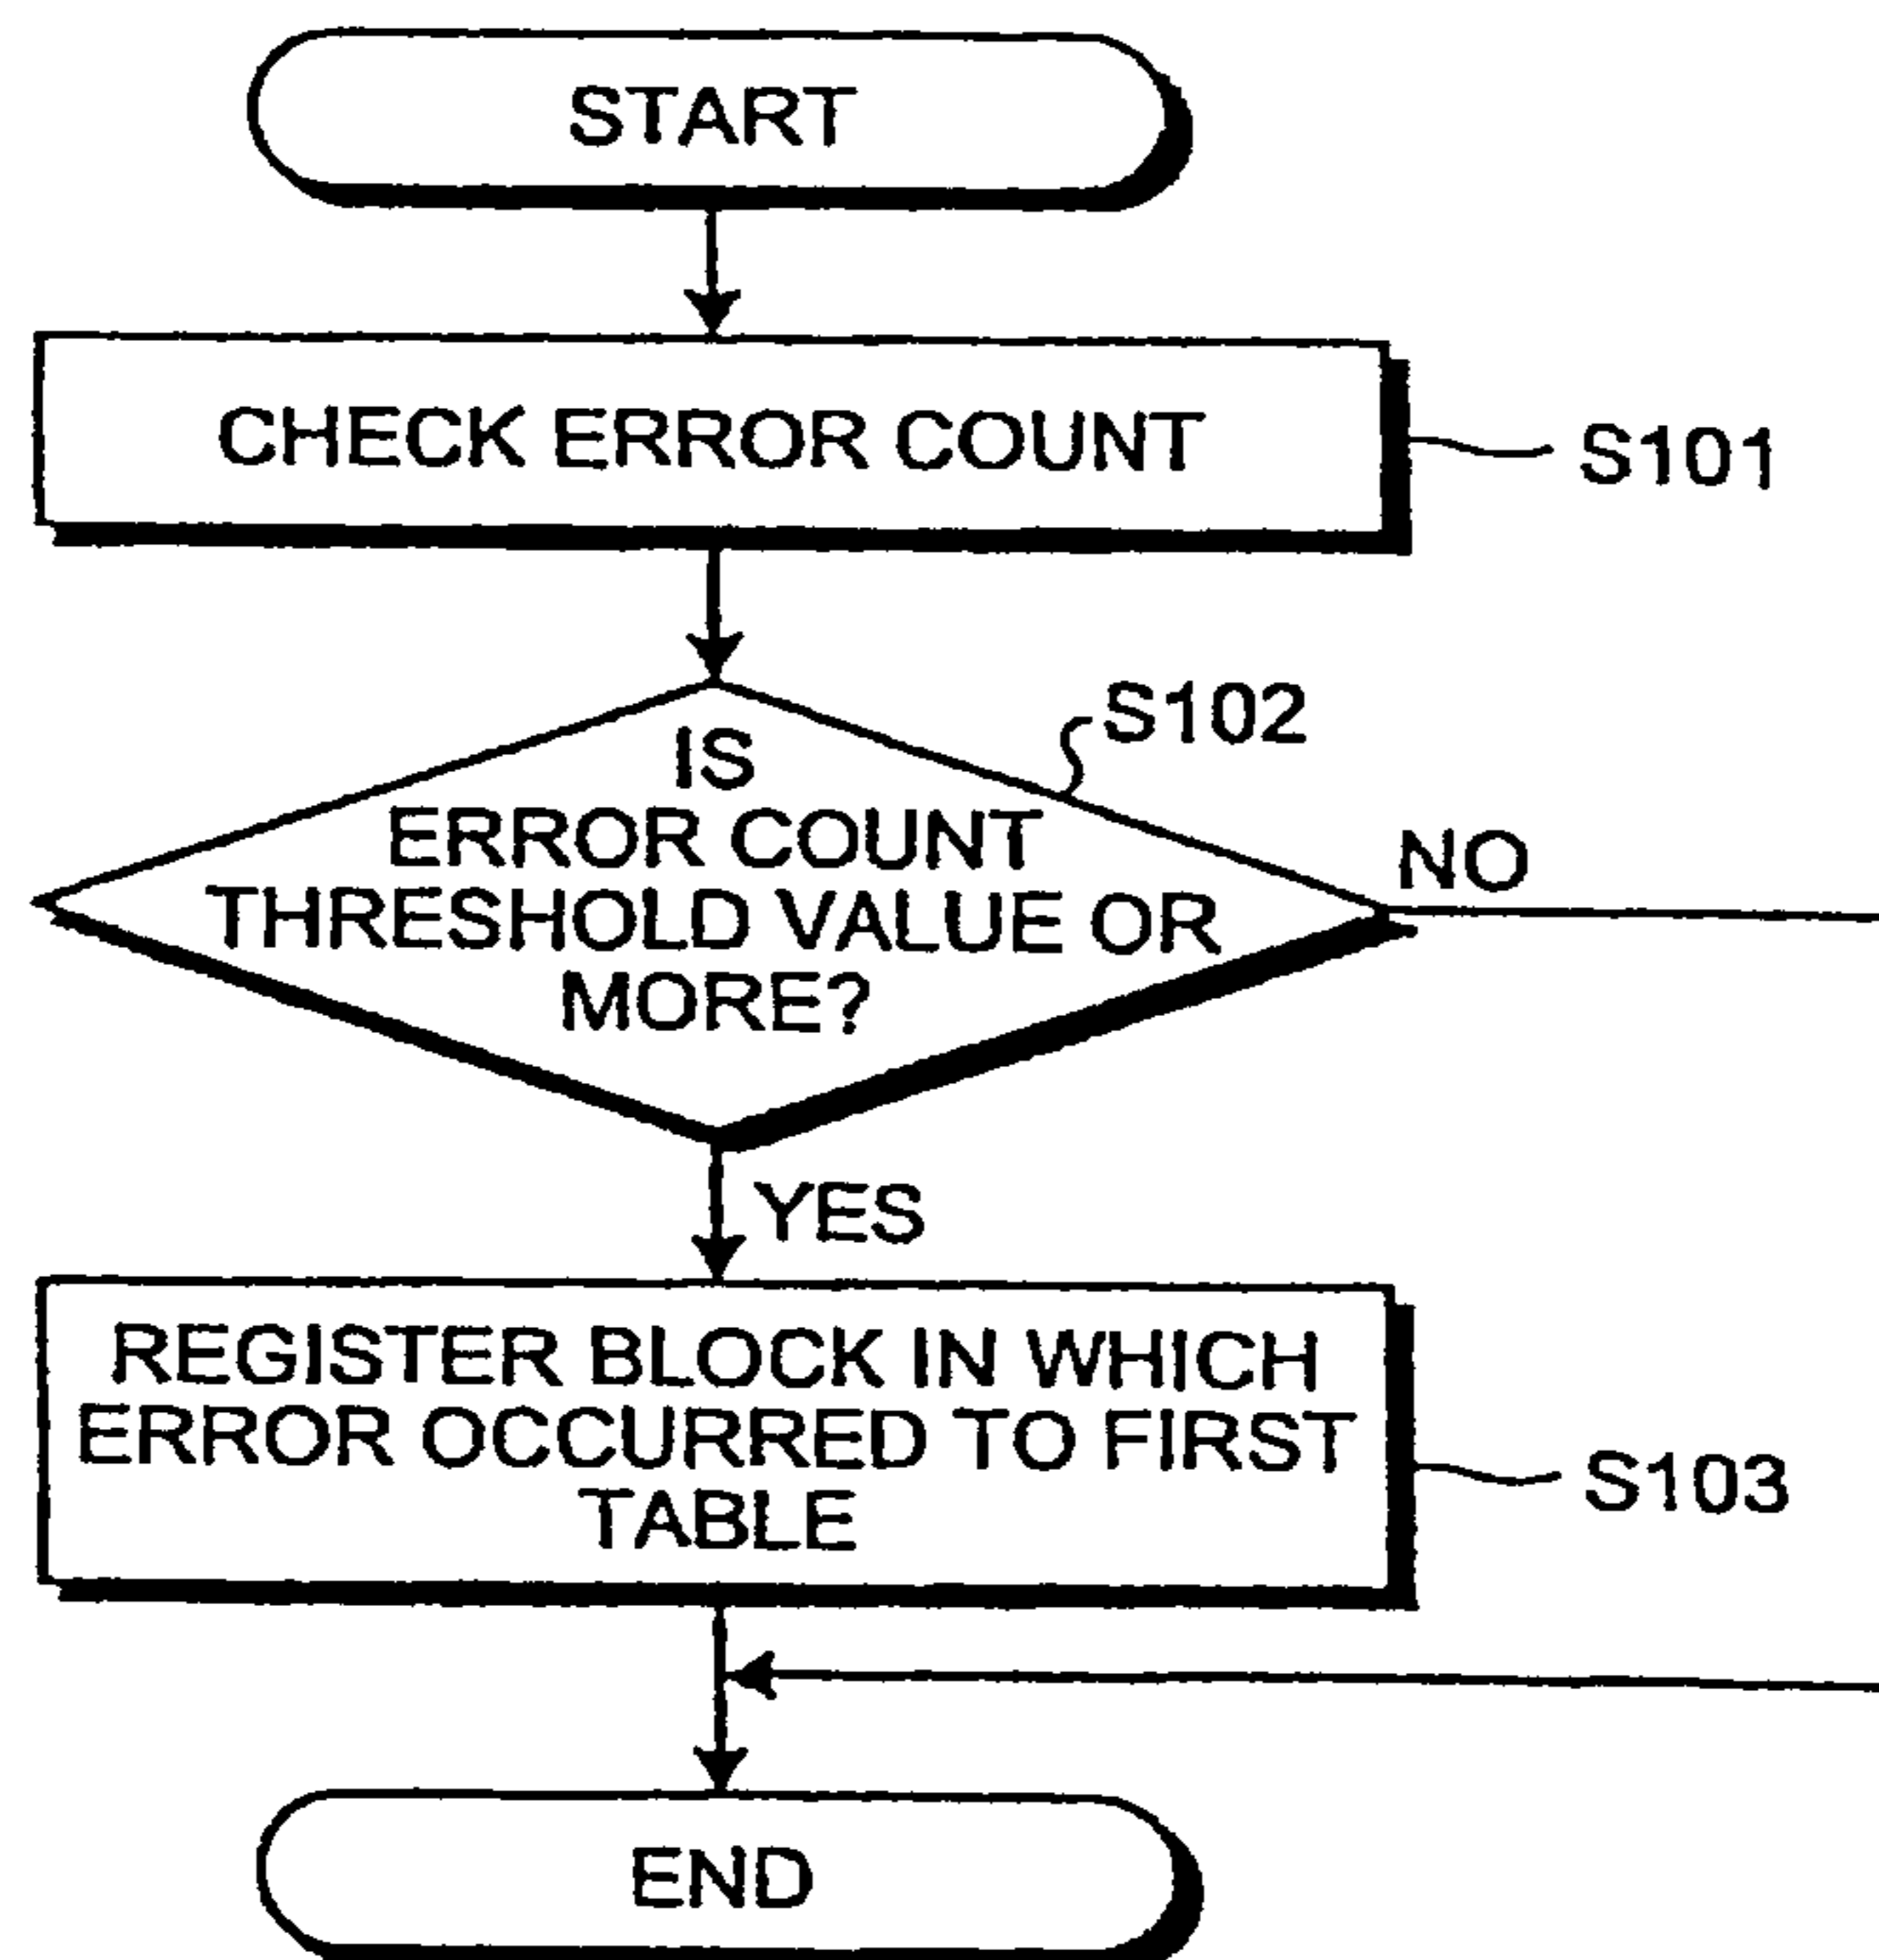 START
CHECK ERROR COUNT
S101
S102
IS
ERROR COUNT
THRESHOLD VALUE OR
MORE?
NO
YES
REGISTER BLOCK IN WHICH
ERROR OCCURRED TO FIRST
TABLE
S103
END